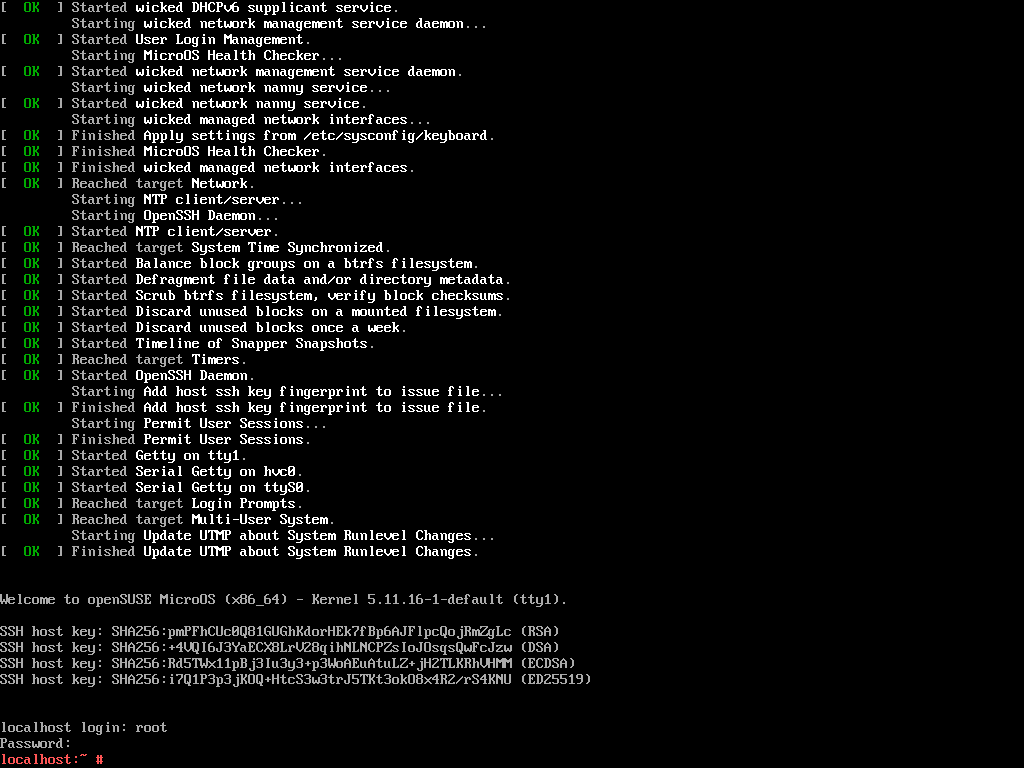 [  OK  ] Started wicked DHCPv6 supplicant service.
         Starting wicked network management service daemon...
[  OK  ] Started User Login Management.
         Starting MicroOS Health Checker...
[  OK  ] Started wicked network management service daemon.
         Starting wicked network nanny service...
[  OK  ] Started wicked network nanny service.
         Starting wicked managed network interfaces...
[  OK  ] Finished Apply settings from /etc/sysconfig/keyboard.
[  OK  ] Finished MicroOS Health Checker.
[  OK  ] Finished wicked managed network interfaces.
[  OK  ] Reached target Network.
         Starting NTP client/server...
         Starting OpenSSH Daemon...
[  OK  ] Started NTP client/server.
[  OK  ] Reached target System Time Synchronized.
[  OK  ] Started Balance block groups on a btrfs filesystem.
[  OK  ] Started Defragment file data and/or directory metadata.
[  OK  ] Started Scrub btrfs filesystem, verify block checksums.
[  OK  ] Started Discard unused blocks on a mounted filesystem.
[  OK  ] Started Discard unused blocks once a week.
[  OK  ] Started Timeline of Snapper Snapshots.
[  OK  ] Reached target Timers.
[  OK  ] Started OpenSSH Daemon.
         Starting Add host ssh key fingerprint to issue file...
[  OK  ] Finished Add host ssh key fingerprint to issue file.
         Starting Permit User Sessions...
[  OK  ] Finished Permit User Sessions.
[  OK  ] Started Getty on tty1.
[  OK  ] Started Serial Getty on hvc0.
[  OK  ] Started Serial Getty on ttyS0.
[  OK  ] Reached target Login Prompts.
[  OK  ] Reached target Multi-User System.
         Starting Update UTMP about System Runlevel Changes...
[  OK  ] Finished Update UTMP about System Runlevel Changes.
Welcome to openSUSE MicroOS (x86_64) - Kernel 5.11.16-1-default (tty1).
SSH host key: SHA256:pmPFhCUc0Q81GUGhKdorHEk7fBp6AJFlpcQojRmZgLc (RSA)
SSH host key: SHA256:+4VQI6J3YaECX8LrV28qihNLNCPZsIoJOsqsQwFcJzw (DSA)
SSH host key: SHA256:Rd5TWx11pBj3Iu3y3+p3WoAEuAtuLZ+jH2TLKRhVHMM (ECDSA)
SSH host key: SHA256:i7Q1P3p3jKOQ+HtcS3w3trJ5TKt3okO8x4R2/rS4KNU (ED25519)
localhost login: root
Password:
localhost:~ #